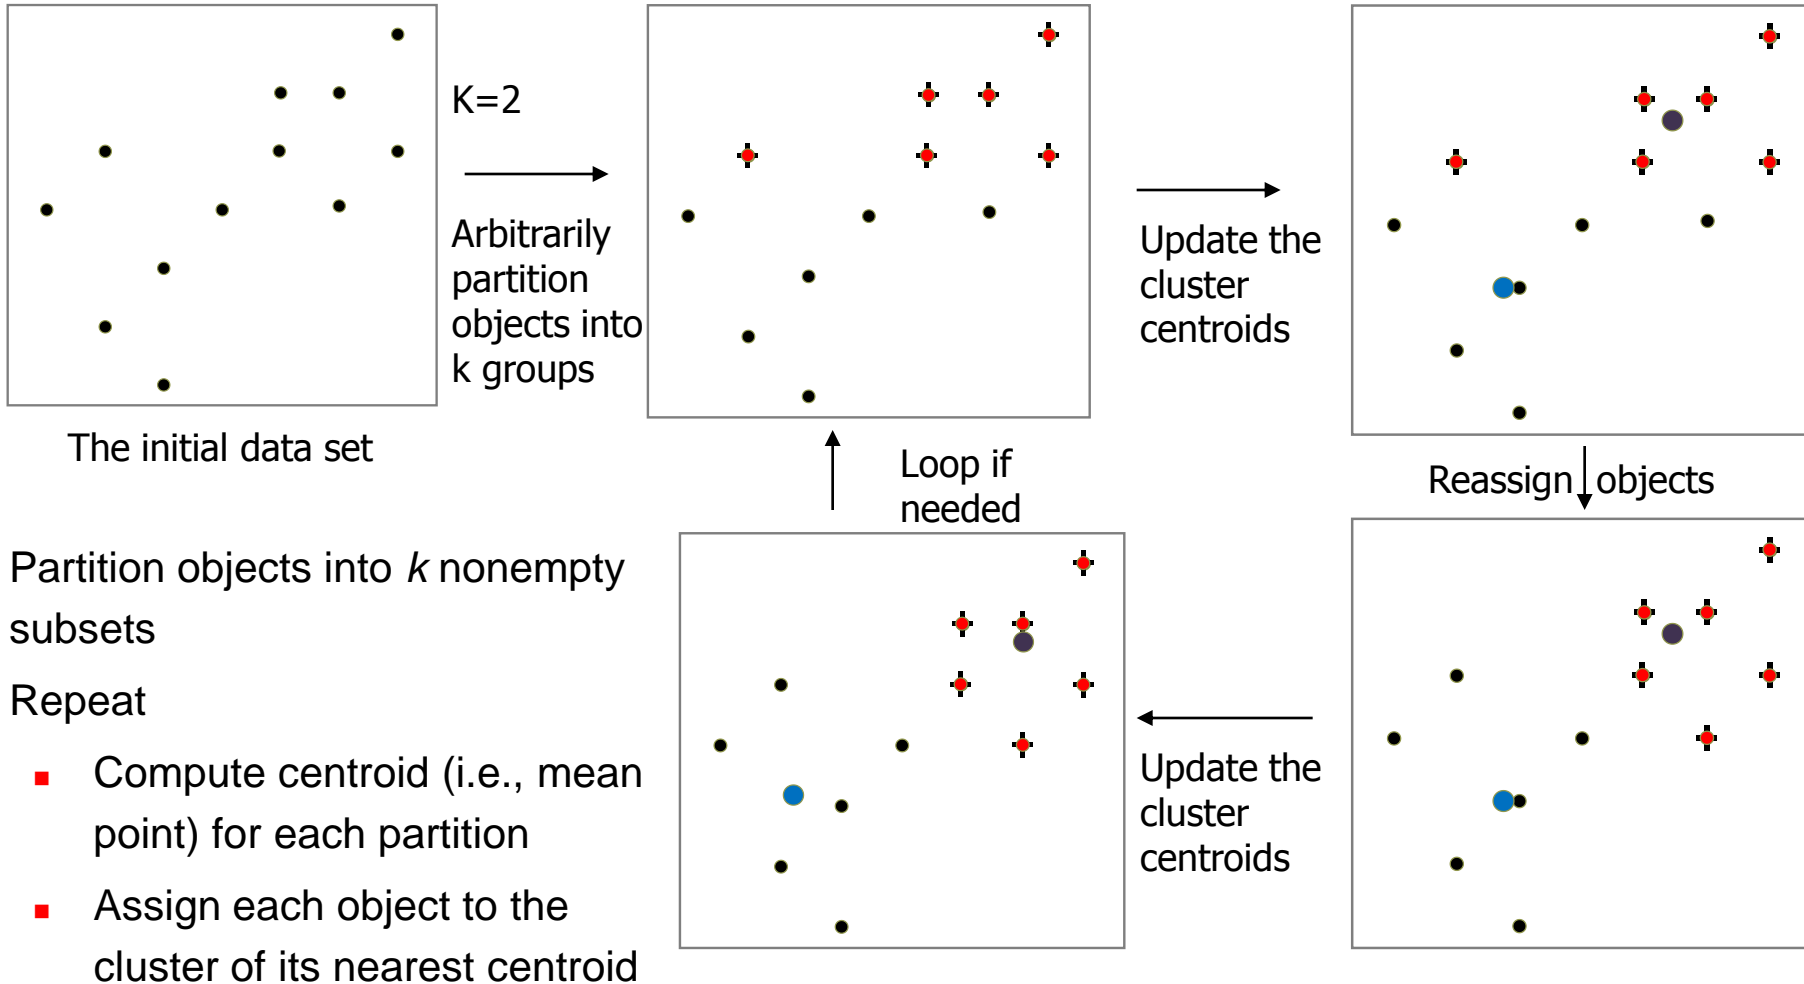 K=2
Arbitrarily
partition
objects into
k groups
Update the
cluster
centroids
The initial data set
Loop if
needed
Reassign objects
Update the
cluster
centroids
Partition objects into k nonempty
subsets
Repeat
Compute centroid (i.e., mean
point) for each partition
Assign each object to the
cluster of its nearest centroid